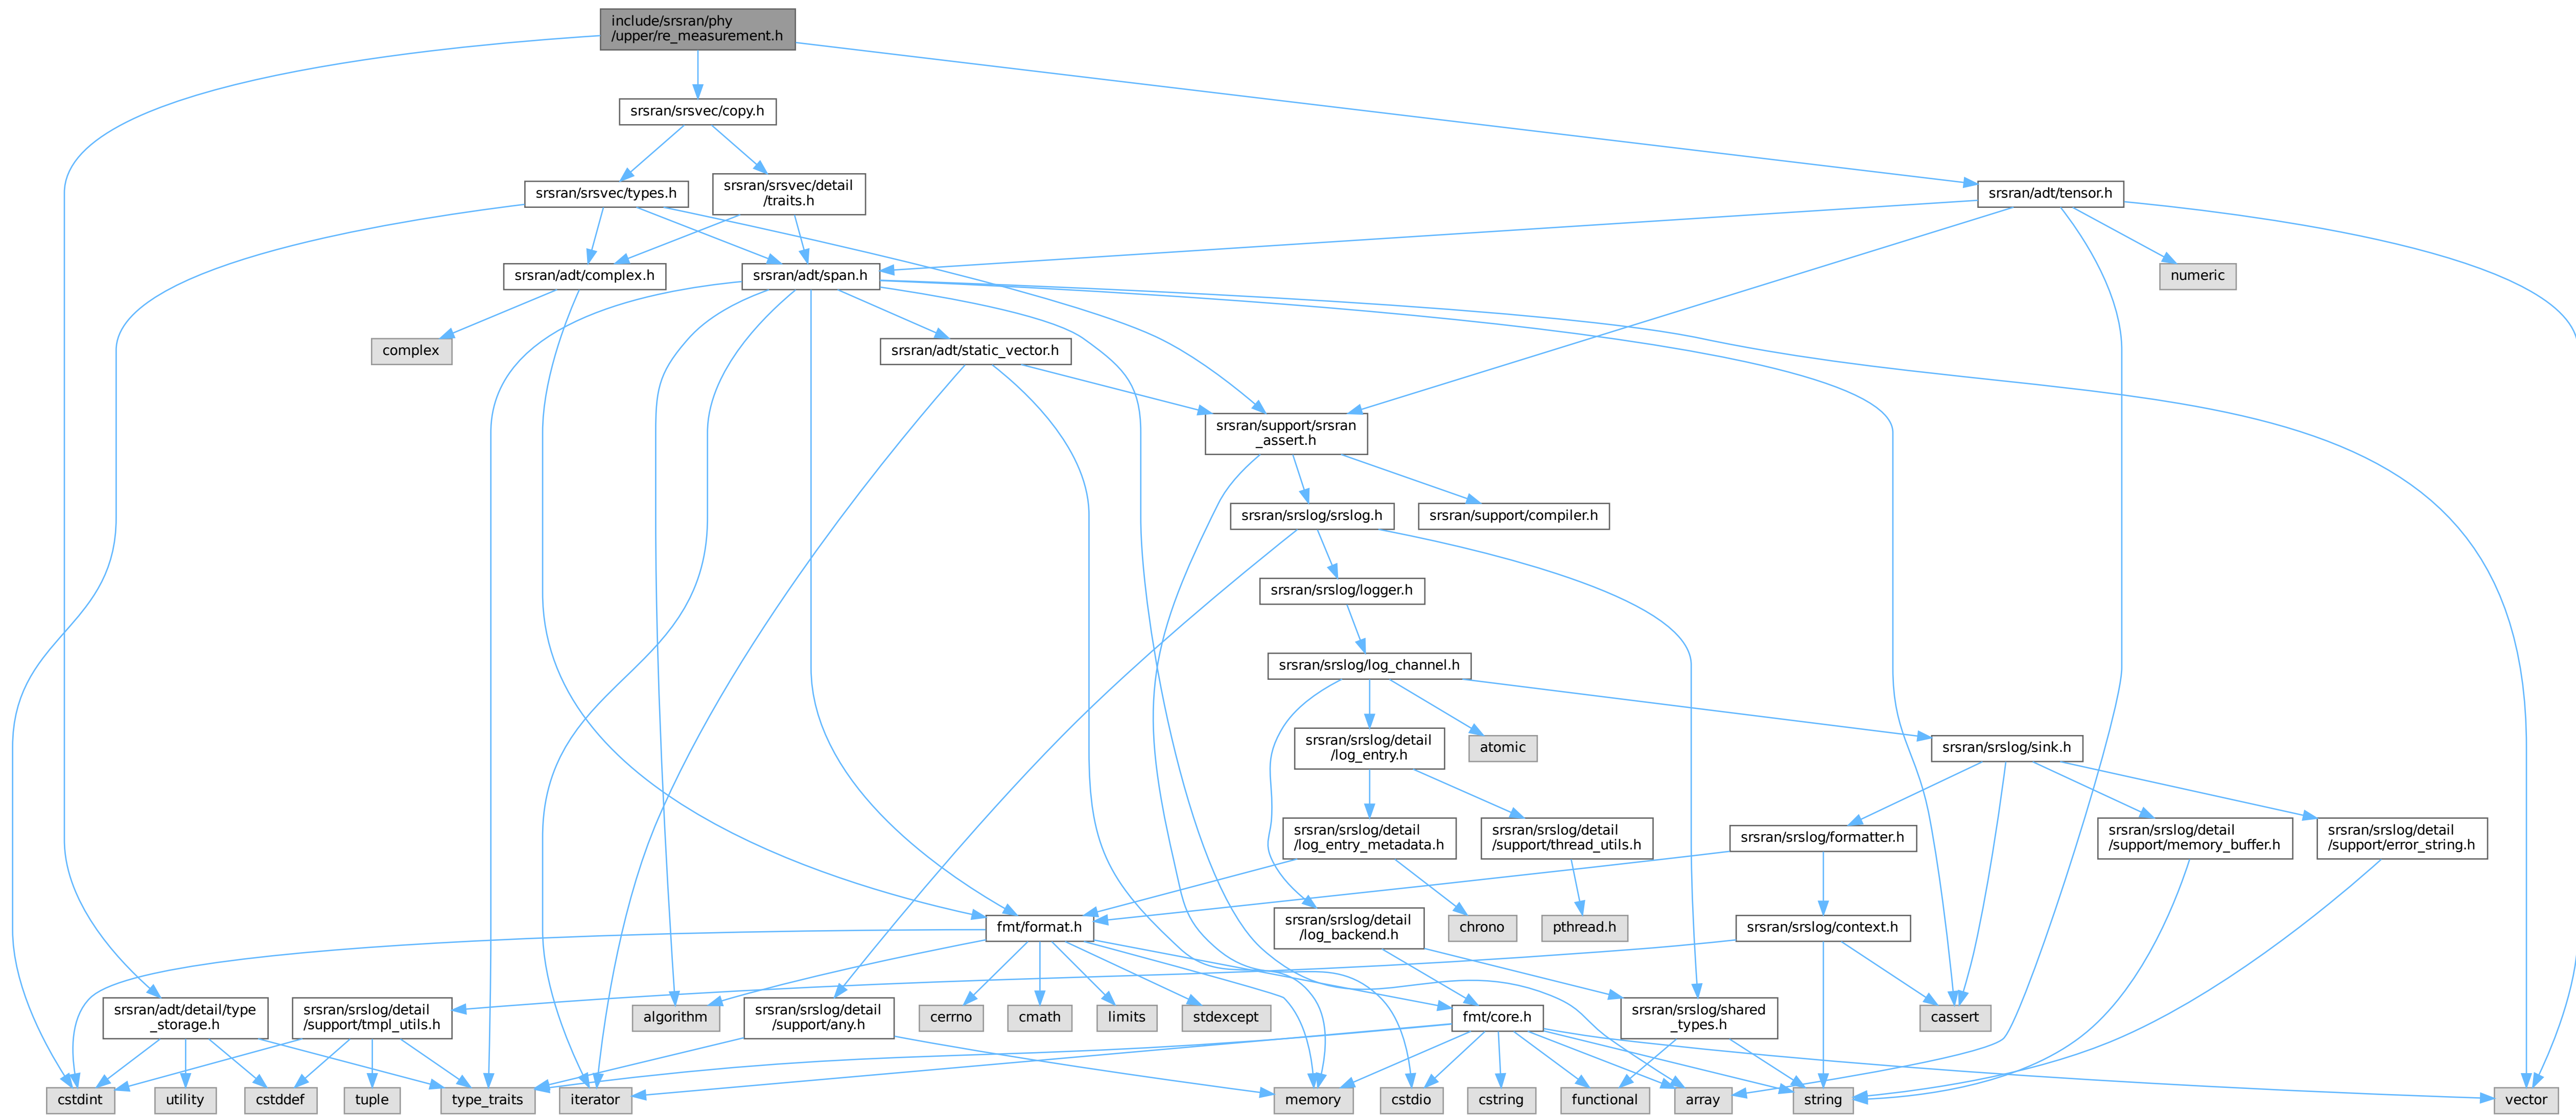 include/srsran/phy
/upper/re_measurement.h
srsran/srsvec/copy.h
srsran/srsvec/types.h
srsran/srsvec/detail
/traits.h
srsran/adt/tensor.h
srsran/adt/complex.h
srsran/adt/span.h
numeric
complex
srsran/adt/static_vector.h
srsran/support/srsran
_assert.h
srsran/srslog/srslog.h
srsran/support/compiler.h
srsran/srslog/logger.h
srsran/srslog/log_channel.h
srsran/srslog/detail
/log_entry.h
atomic
srsran/srslog/sink.h
srsran/srslog/detail
/log_entry_metadata.h
srsran/srslog/detail
/support/thread_utils.h
srsran/srslog/formatter.h
srsran/srslog/detail
/support/memory_buffer.h
srsran/srslog/detail
/support/error_string.h
fmt/format.h
srsran/srslog/detail
/log_backend.h
chrono
pthread.h
srsran/srslog/context.h
srsran/adt/detail/type
_storage.h
srsran/srslog/detail
/support/tmpl_utils.h
algorithm
srsran/srslog/detail
/support/any.h
cerrno
cmath
limits
stdexcept
fmt/core.h
srsran/srslog/shared
_types.h
cassert
cstdint
utility
cstddef
tuple
type_traits
iterator
memory
cstdio
cstring
functional
array
string
vector